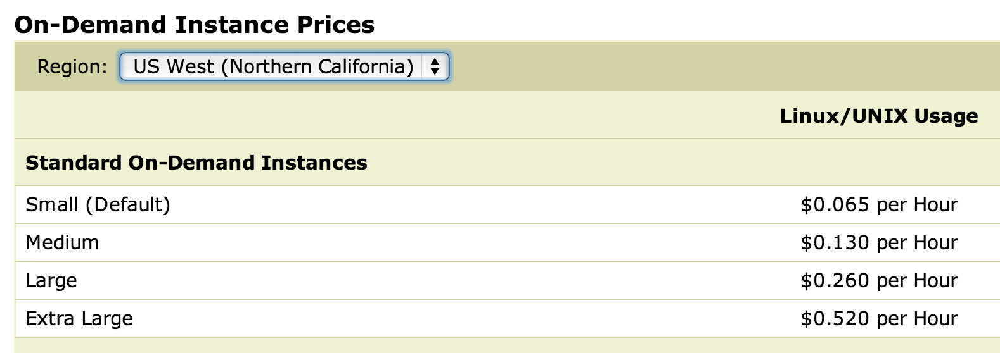 On-Demand Instance Prices
Region: US West (Northern California)
Linux/UNIX Usage
Standard On-Demand Instances
Small (Default) $0.065 per Hour
Medium $0.130 per Hour
Large $0.260 per Hour
Extra Large $0.520 per Hour